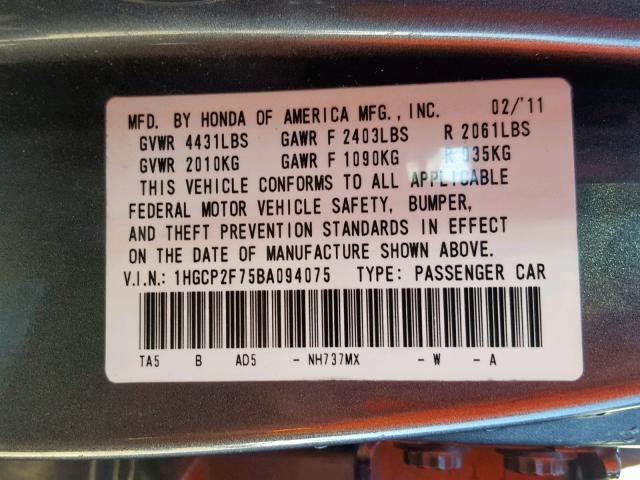 MFD. BY HONDA OF AMERICA MFG., INC. 02/'11
GVWR 4431LBS GAWR F 2403LBS R 2061LBS
GVWR 2010KG GAWR F 1090KG R 935KG
THIS VEHICLE CONFORMS TO ALL APPLICABLE
FEDERAL MOTOR VEHICLE SAFETY, BUMPER,
AND THEFT PREVENTION STANDARDS IN EFFECT
ON THE DATE OF MANUFACTURE SHOWN ABOVE.
V.I.N.: 1HGCP2F75BA094075 TYPE: PASSENGER CAR
TA5 B AD5 - NH737MX - W - A